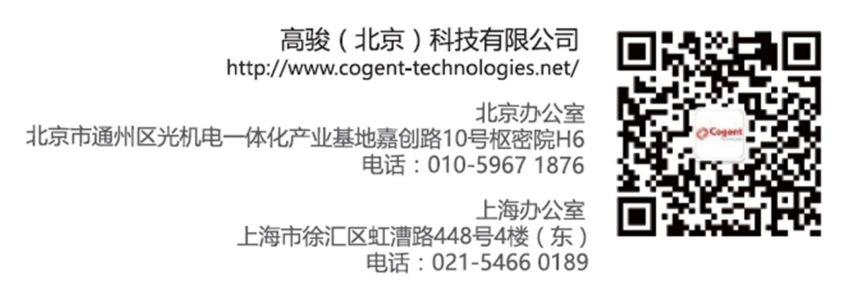 高骏（北京）科技有限公司
http://www.cogent-technologies.net/
北京办公室
北京市通州区光机电一体化产业基地嘉创路10号枢密院H6
电话：010-5967 1876
上海办公室
上海市徐汇区虹漕路448号4楼（东）
电话：021-5466 0189
Cogent